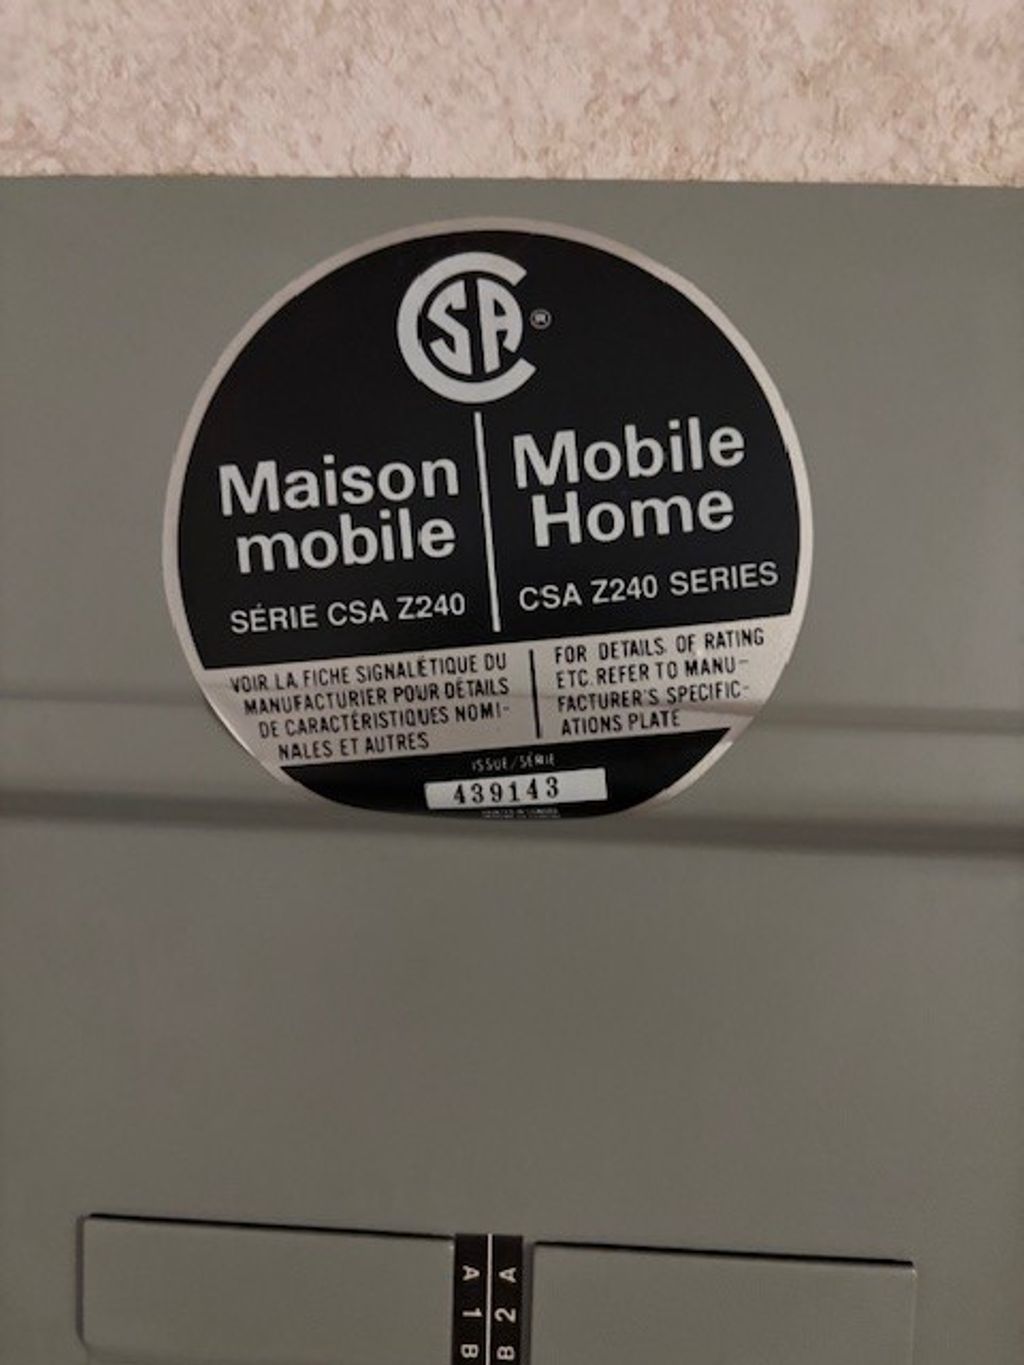 CSA ®
Maison
mobile
SÉRIE CSA Z240
Mobile
Home
CSA Z240 SERIES
VOIR LA FICHE SIGNALÉTIQUE DU
MANUFACTURIER POUR DÉTAILS
DE CARACTÉRISTIQUES NOMI-
NALES ET AUTRES
FOR DETAILS OF RATING
ETC. REFER TO MANU-
FACTURER'S SPECIFIC-
ATIONS PLATE
ISSUE/SÉRIE
439143
A 1 B
A 2 B